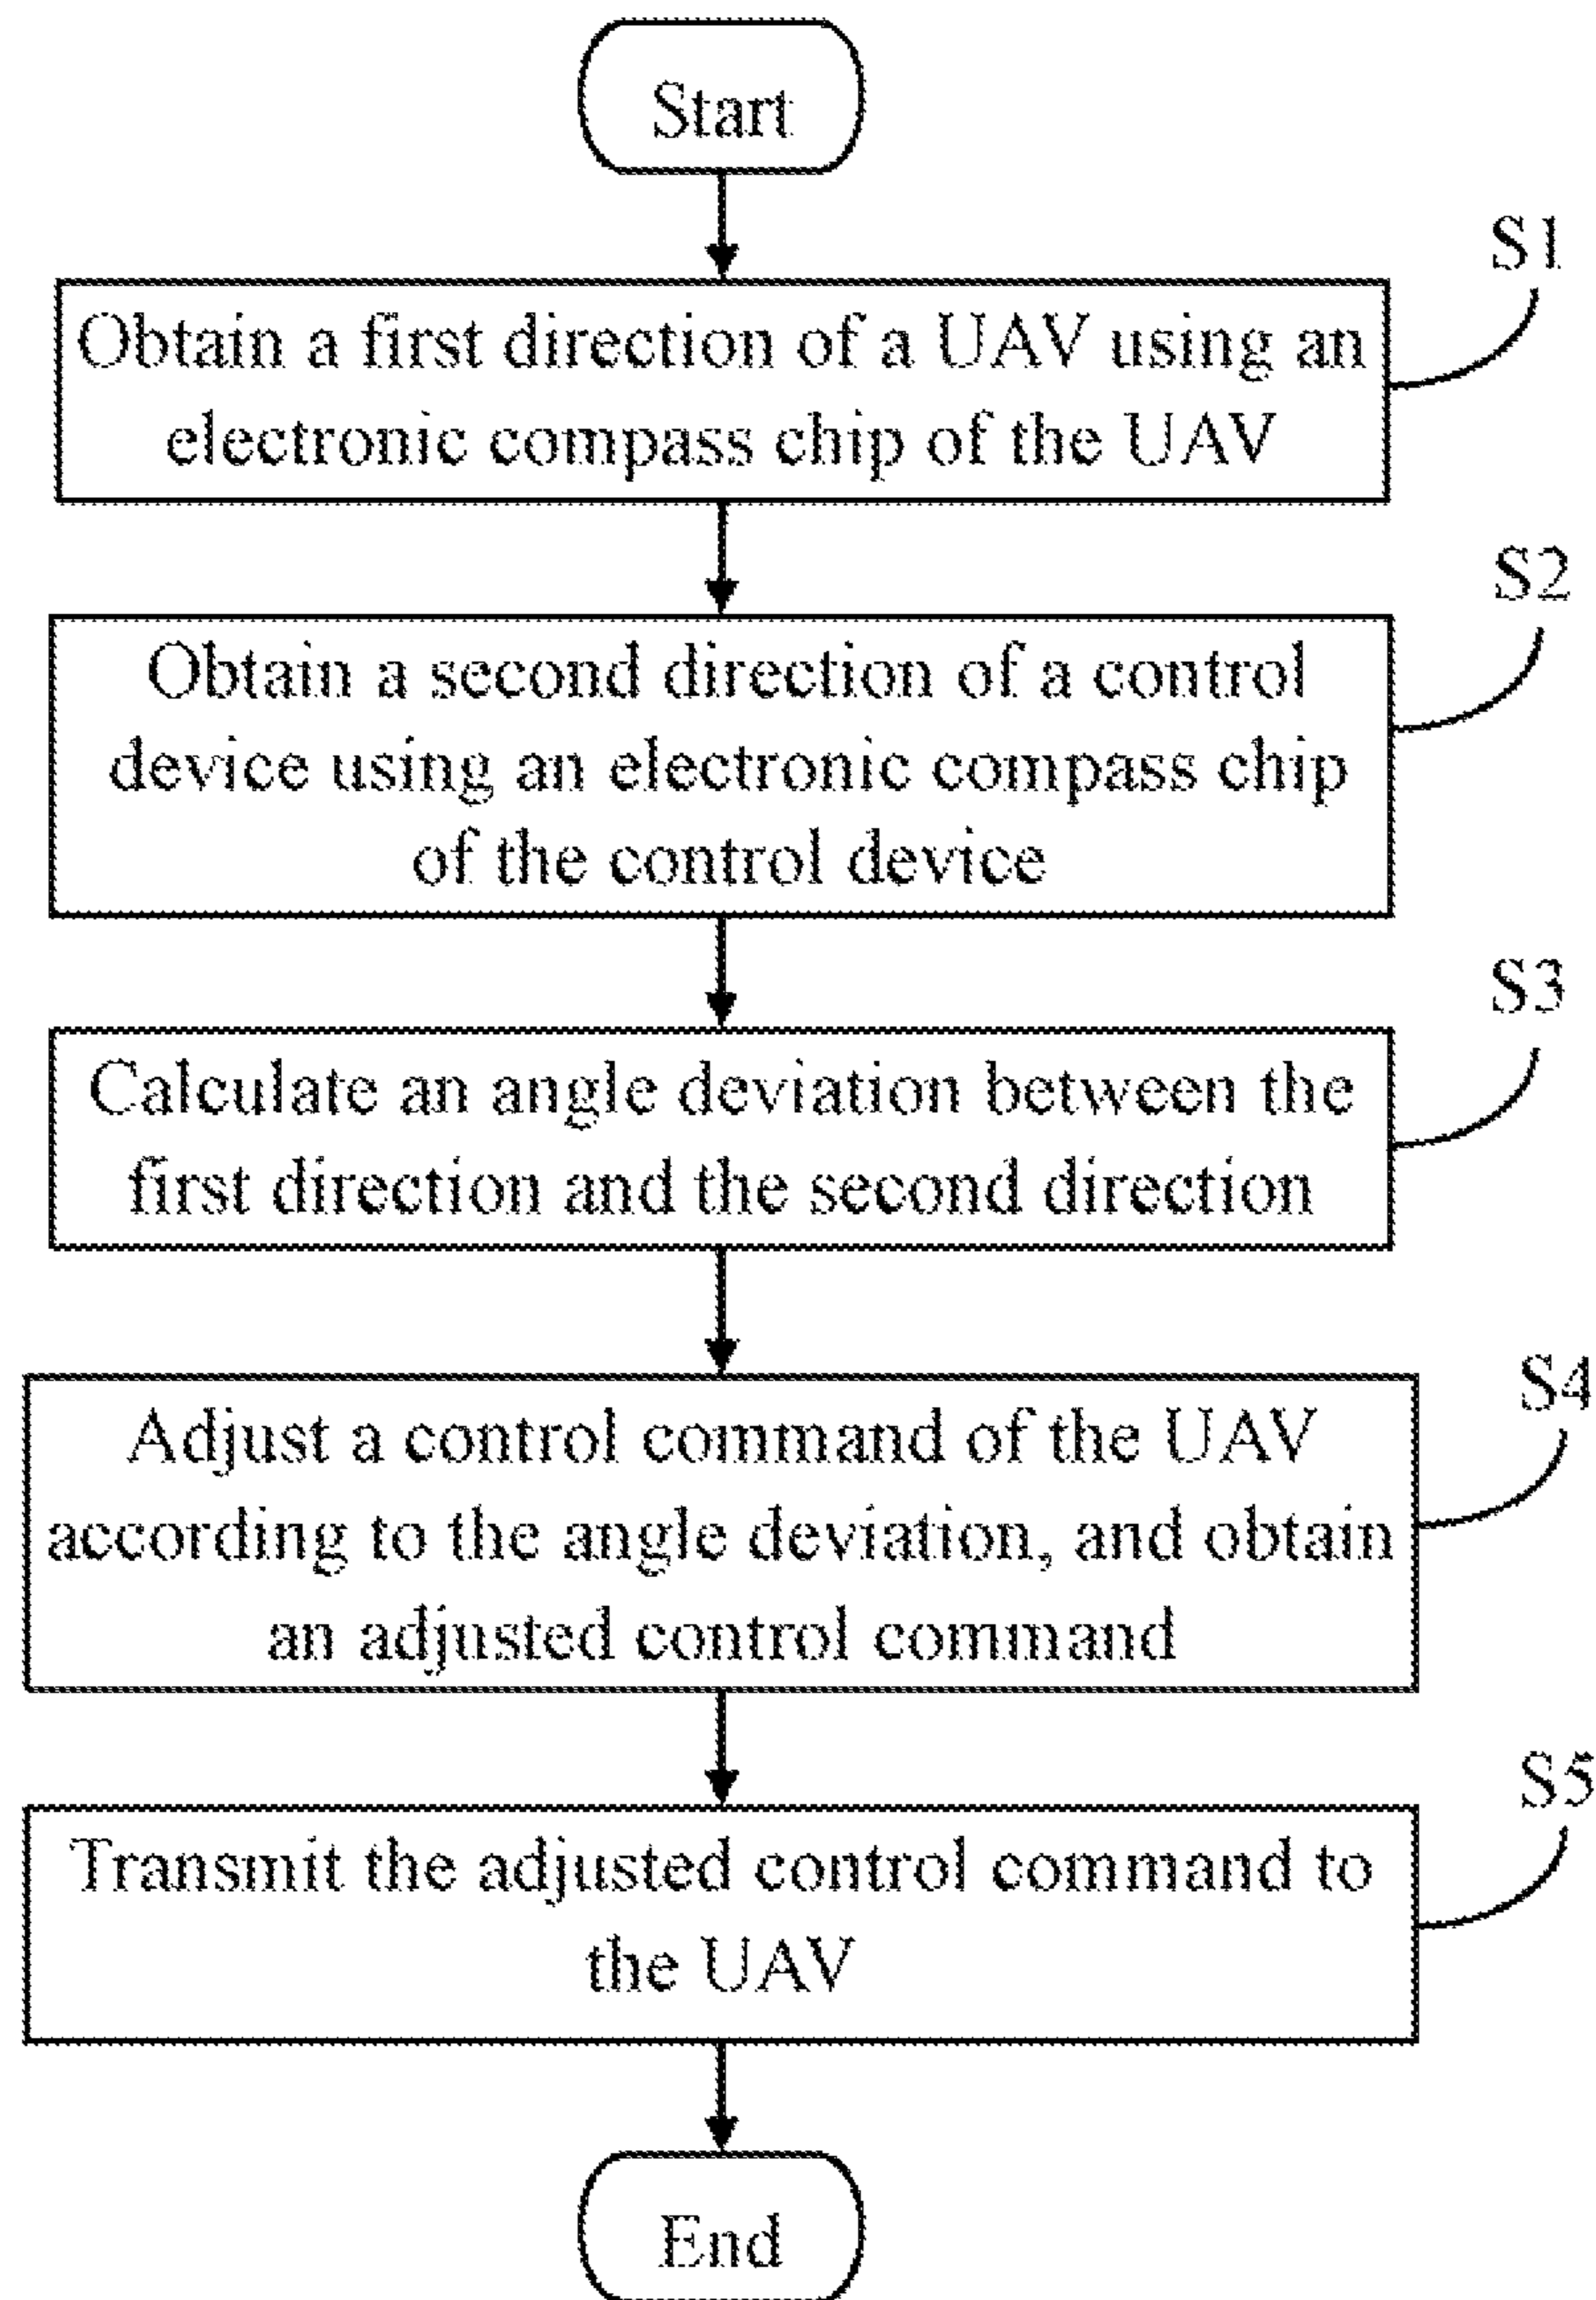 Start
S1
Obtain a first direction of a UAV using an
electronic compass chip of the UAV
S2
Obtain a second direction of a control
device using an electronic compass chip
of the control device
S3
Calculate an angle deviation between the
first direction and the second direction
S4
Adjust a control command of the UAV
according to the angle deviation, and obtain
an adjusted control command
S5
Transmit the adjusted control command to
the UAV
End